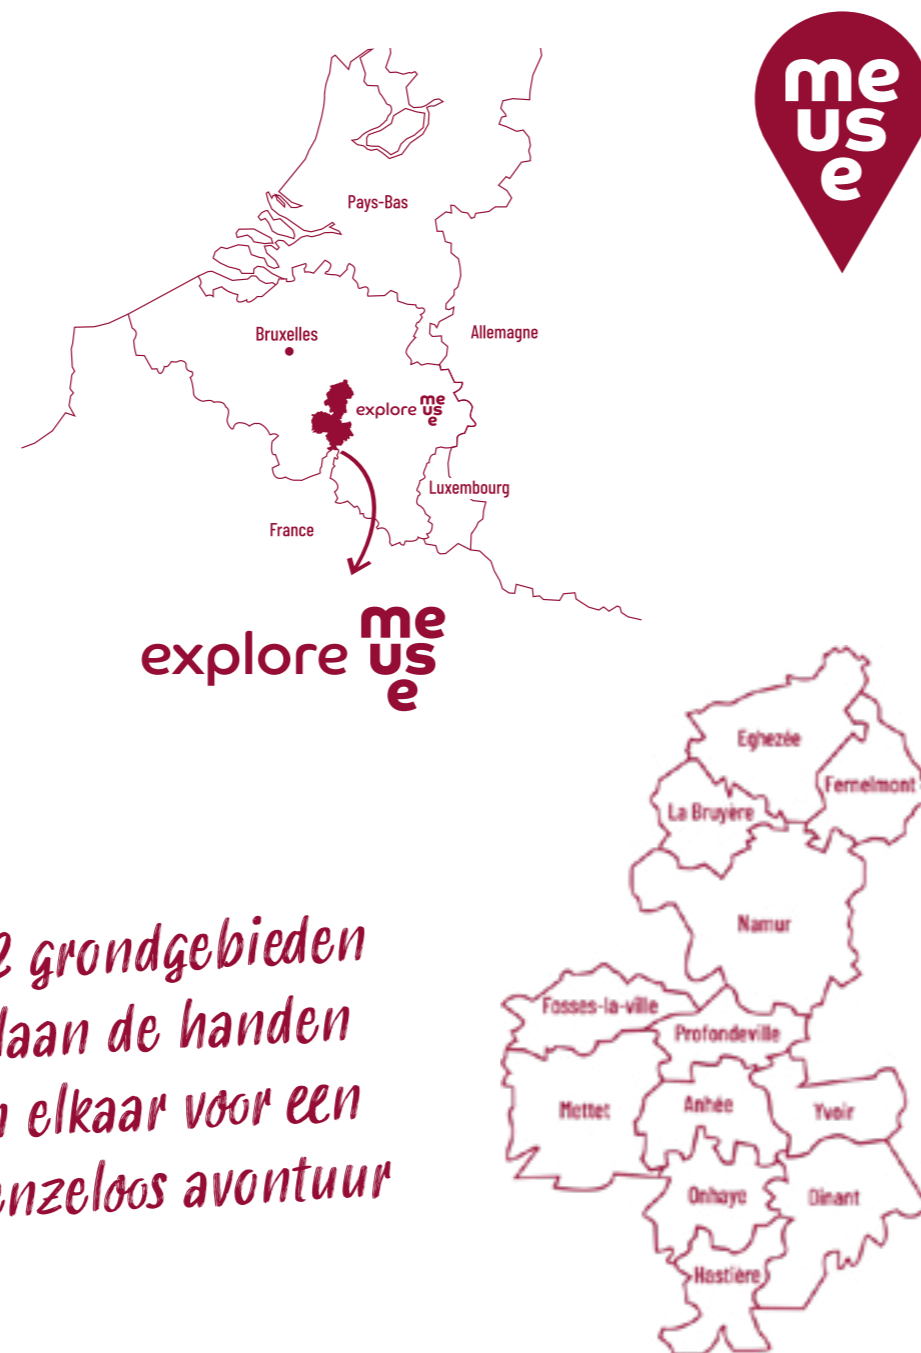 me
us
e
Pays-Bas
Bruxelles
Allemagne
explore me
us
e
Luxembourg
France
explore me
us
e
Eghezée
Fernelmont
La Bruyère
Namur
Fosses-la-ville
Profondeville
Mettet
Anhée
Yvoir
Onhaye
Dinant
Hastière
2 grondgebieden
laan de handen
n elkaar voor een
nzeloos avontuur